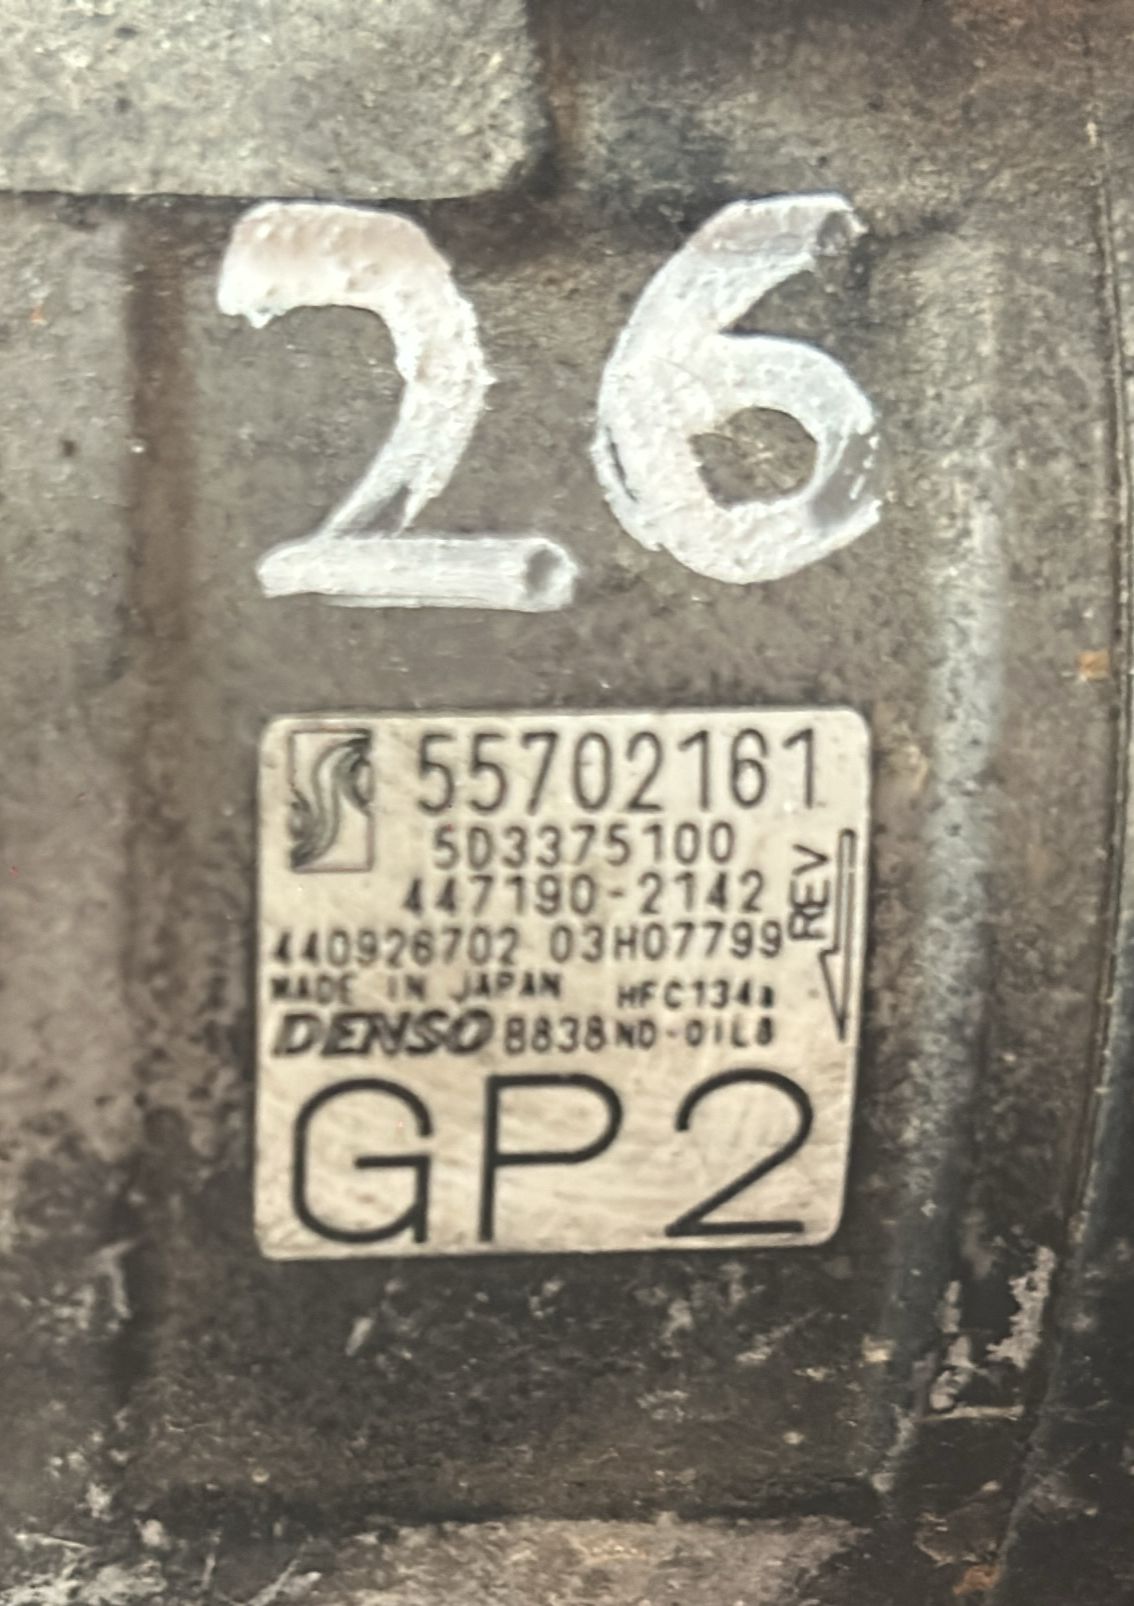 26
55702161
5D3375100
447190-2142
440926702 03H07799
REV
MADE IN JAPAN HFC134a
DENSO 8838 ND-OIL8
GP2